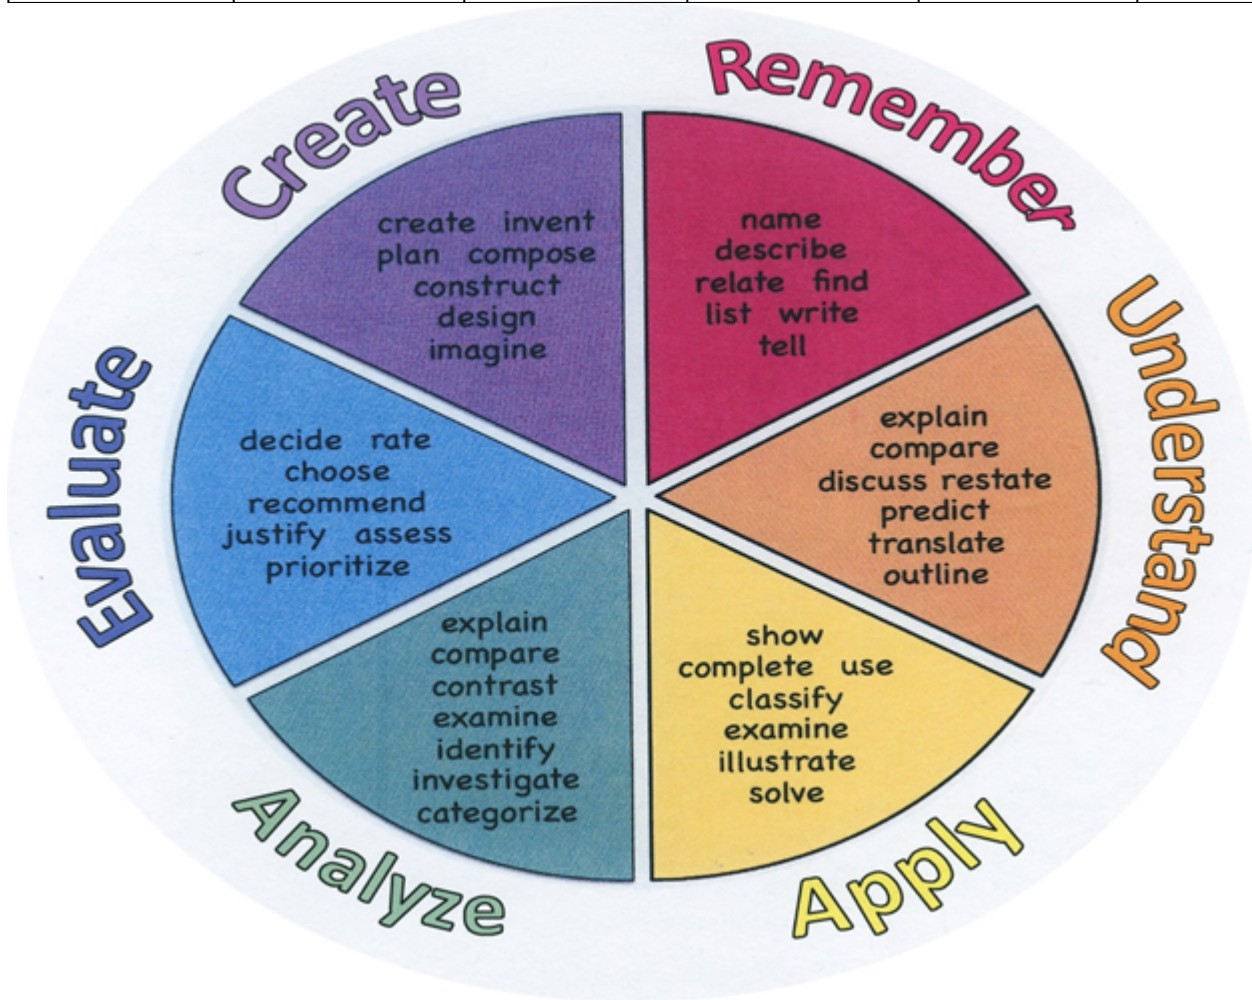 Remember
name
describe
relate find
list write
tell
Understand
explain
compare
discuss restate
predict
translate
outline
Apply
show
complete use
classify
examine
illustrate
solve
Analyze
explain
compare
contrast
examine
identify
investigate
categorize
Evaluate
decide rate
choose
recommend
justify assess
prioritize
Create
create invent
plan compose
construct
design
imagine